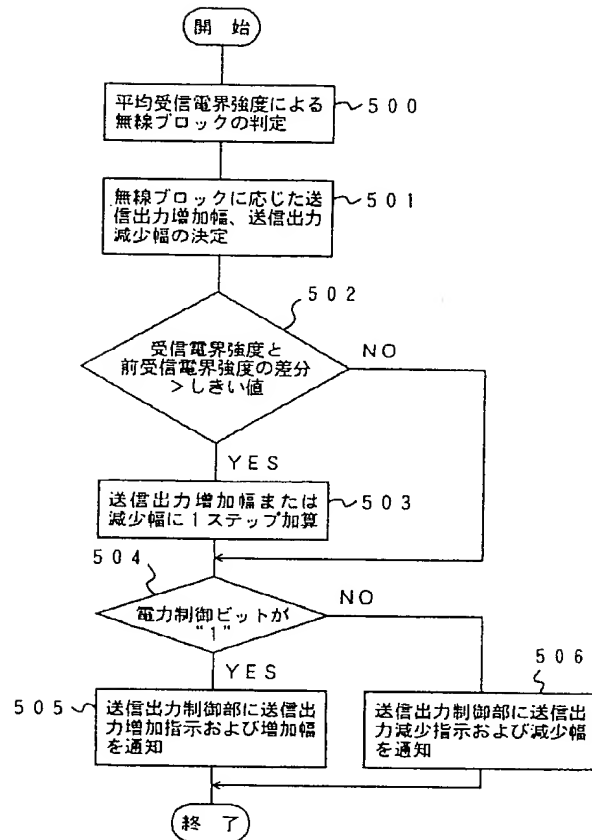 開 始
平均受信電界強度による
無線ブロックの判定
500
無線ブロックに応じた送
信出力増加幅、送信出力
減少幅の決定
501
502
受信電界強度と
前受信電界強度の差分
>しきい値
NO
YES
送信出力増加幅または
減少幅に1ステップ加算
503
504
電力制御ビットが
“1”
NO
YES
505
送信出力制御部に送信出
力増加指示および増加幅
を通知
506
送信出力制御部に送信出
力減少指示および減少幅
を通知
終 了